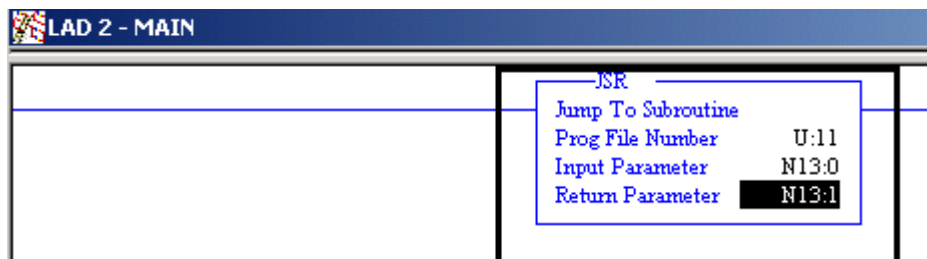 LAD 2 - MAIN
JSR
Jump To Subroutine
Prog File Number U:11
Input Parameter N13:0
Return Parameter N13:1